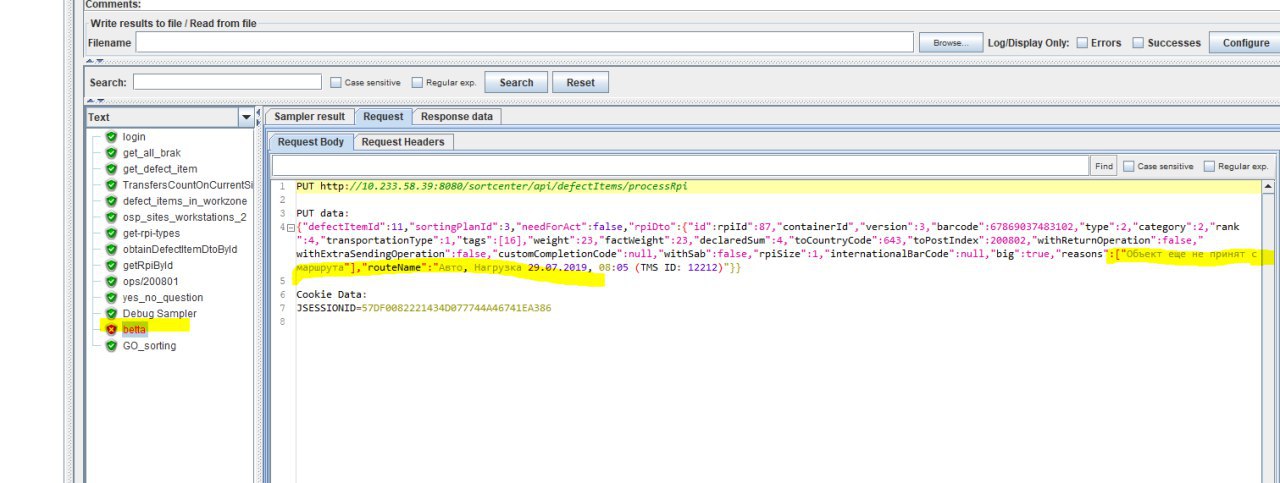 Comments:
Write results to file / Read from file
Filename Browse... Log/Display Only: Errors Successes Configure
Search: Case sensitive Regular exp. Search Reset
Text
Sampler result Request Response data
login
get_all_brak
get_defect_item
TransfersCountOnCurrentSi
defect_items_in_workzone
osp_sites_workstations_2
get-rpi-types
obtainDefectItemDtoById
getRpiById
ops/200801
yes_no_question
Debug Sampler
betta
GO_sorting
Request Body Request Headers
Find Case sensitive Regular exp.
1 PUT http://10.233.58.39:8080/sortcenter/api/defectItems/processRpi
2
3 PUT data:
4 {"defectItemId":11,"sortingPlanId":3,"needForAct":false,"rpiDto":{"id":rpiId":87,"containerId","version":3,"barcode":67869037483102,"type":2,"category":2,"rank
":4,"transportationType":1,"tags":[16],"weight":23,"factWeight":23,"declaredSum":4,"toCountryCode":643,"toPostIndex":200802,"withReturnOperation":false,"
withExtraSendingOperation":false,"customCompletionCode":null,"withSab":false,"rpiSize":1,"internationalBarCode":null,"big":true,"reasons":["Объект еще не принят с
маршрута"],"routeName":"Авто, Нагрузка 29.07.2019, 08:05 (TMS ID: 12212)"}}
5
6 Cookie Data:
7 JSESSIONID=57DF0082221434D077744A46741EA386
8